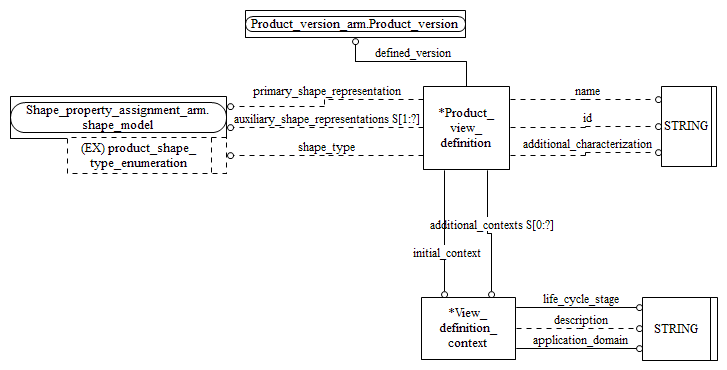 Product_version_arm.Product_version
defined_version
primary_shape_representation
name
Shape_property_assignment_arm.
shape_model
auxiliary_shape_representations S[1:?]
*Product_
view_
definition
id
STRING
(EX) product_shape_
type_enumeration
shape_type
additional_characterization
additional_contexts S[0:?]
initial_context
*View_
definition_
context
life_cycle_stage
description
application_domain
STRING